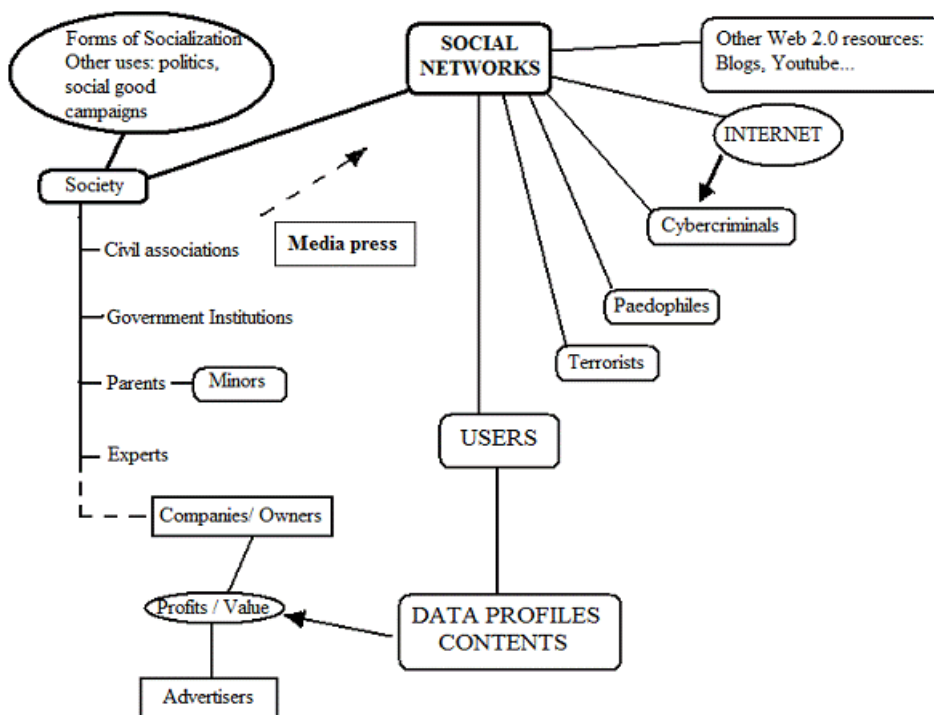 Forms of Socialization
Other uses: politics,
social good
campaigns
SOCIAL
NETWORKS
Other Web 2.0 resources:
Blogs, Youtube...
INTERNET
Society
Cybercriminals
Media press
Civil associations
Paedophiles
Government Institutions
Terrorists
Parents
Minors
USERS
Experts
Companies/ Owners
Profits / Value
DATA PROFILES
CONTENTS
Advertisers